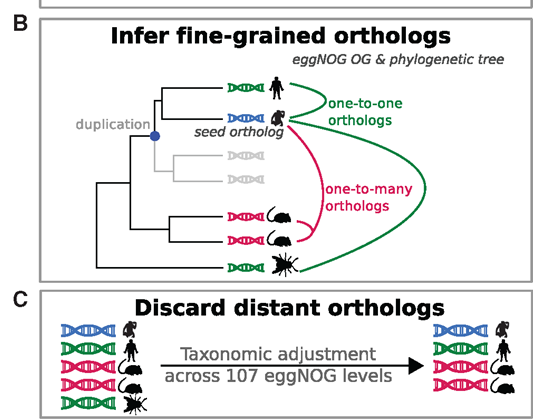 B
Infer fine-grained orthologs
eggNOG OG & phylogenetic tree
duplication
seed ortholog
one-to-one
orthologs
one-to-many
orthologs
C
Discard distant orthologs
Taxonomic adjustment
across 107 eggNOG levels